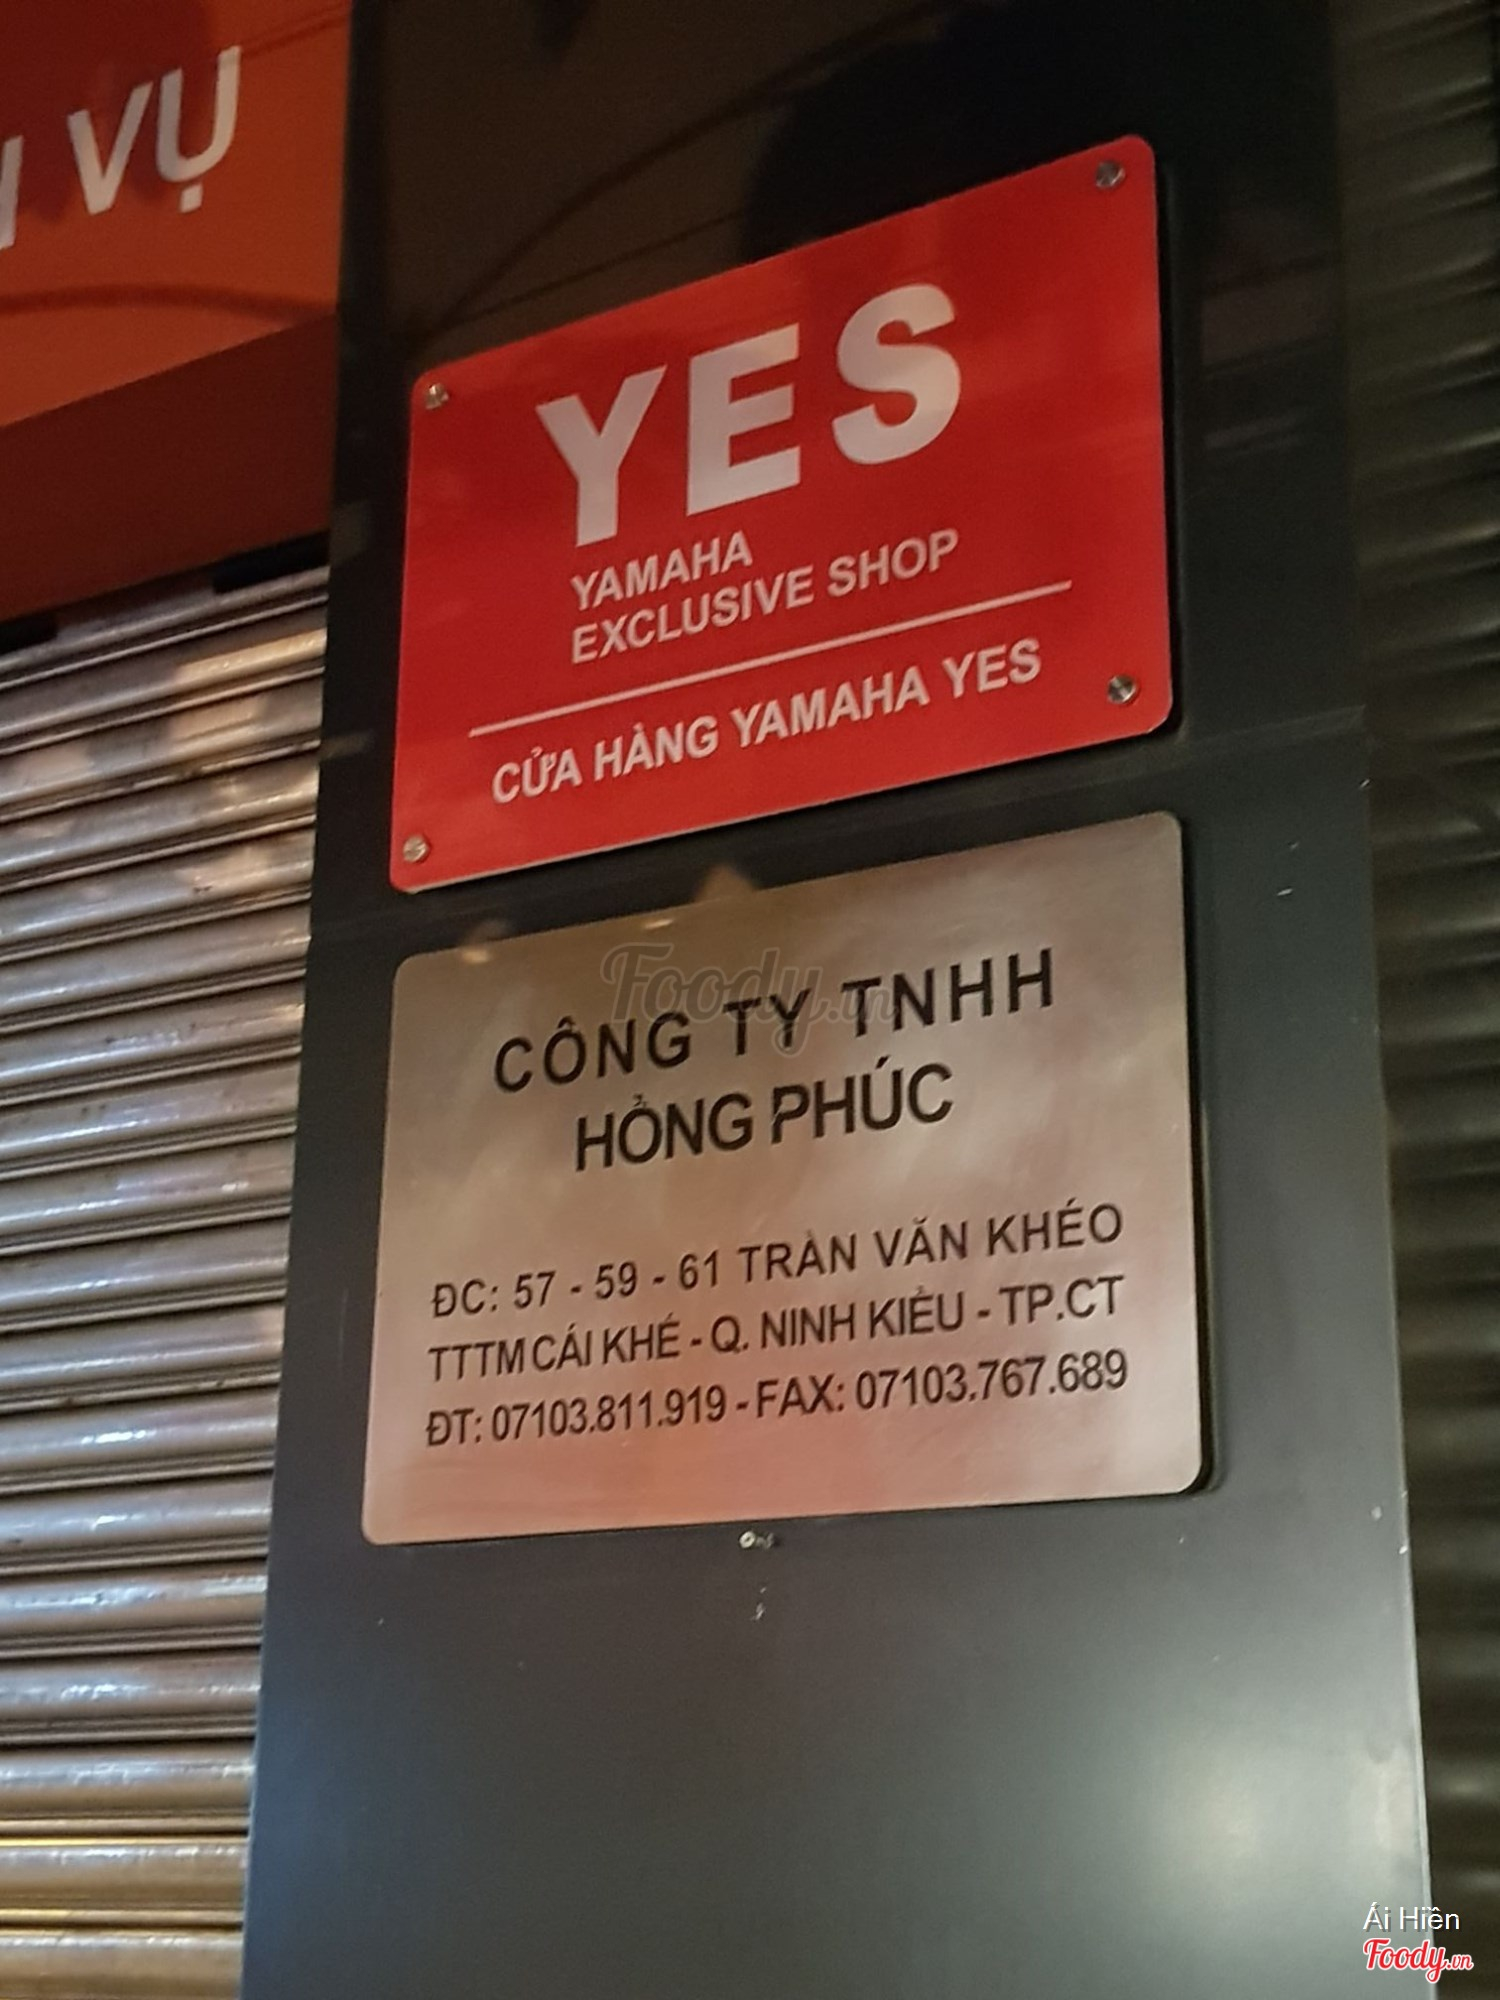 VỤ
YES
YAMAHA
EXCLUSIVE SHOP
CỬA HÀNG YAMAHA YES
Foody.vn
CÔNG TY TNHH
HỒNG PHÚC
ĐC: 57 - 59 - 61 TRẦN VĂN KHÉO
TTTM CÁI KHẾ - Q. NINH KIỀU - TP.CT
ĐT: 07103.811.919 - FAX: 07103.767.689
Ái Hiền
Foody.vn